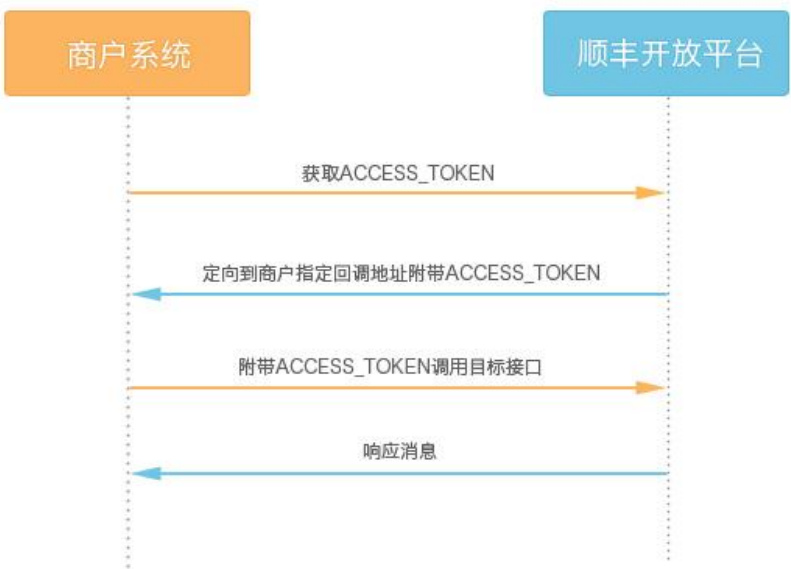 商户系统
顺丰开放平台
获取ACCESS_TOKEN
定向到商户指定回调地址附带ACCESS_TOKEN
附带ACCESS_TOKEN调用目标接口
响应消息